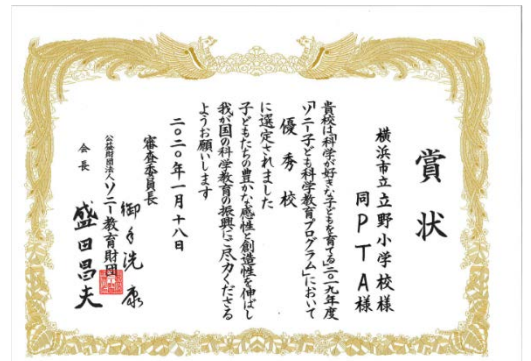 賞状
横浜市立立野小学校様
同PTA様
貴校は「科学が好きな子どもを育てる」二〇一九年度
「ソニー子ども科学教育プログラム」において
優秀校
に選定されました
子どもたちの豊かな感性と創造性を伸ばし
我が国の科学教育の振興にご尽力くださる
ようお願いします
二〇二〇年一月十八日
審査委員長
御手洗康
公益財団法人ソニー教育財団
会長
盛田昌夫